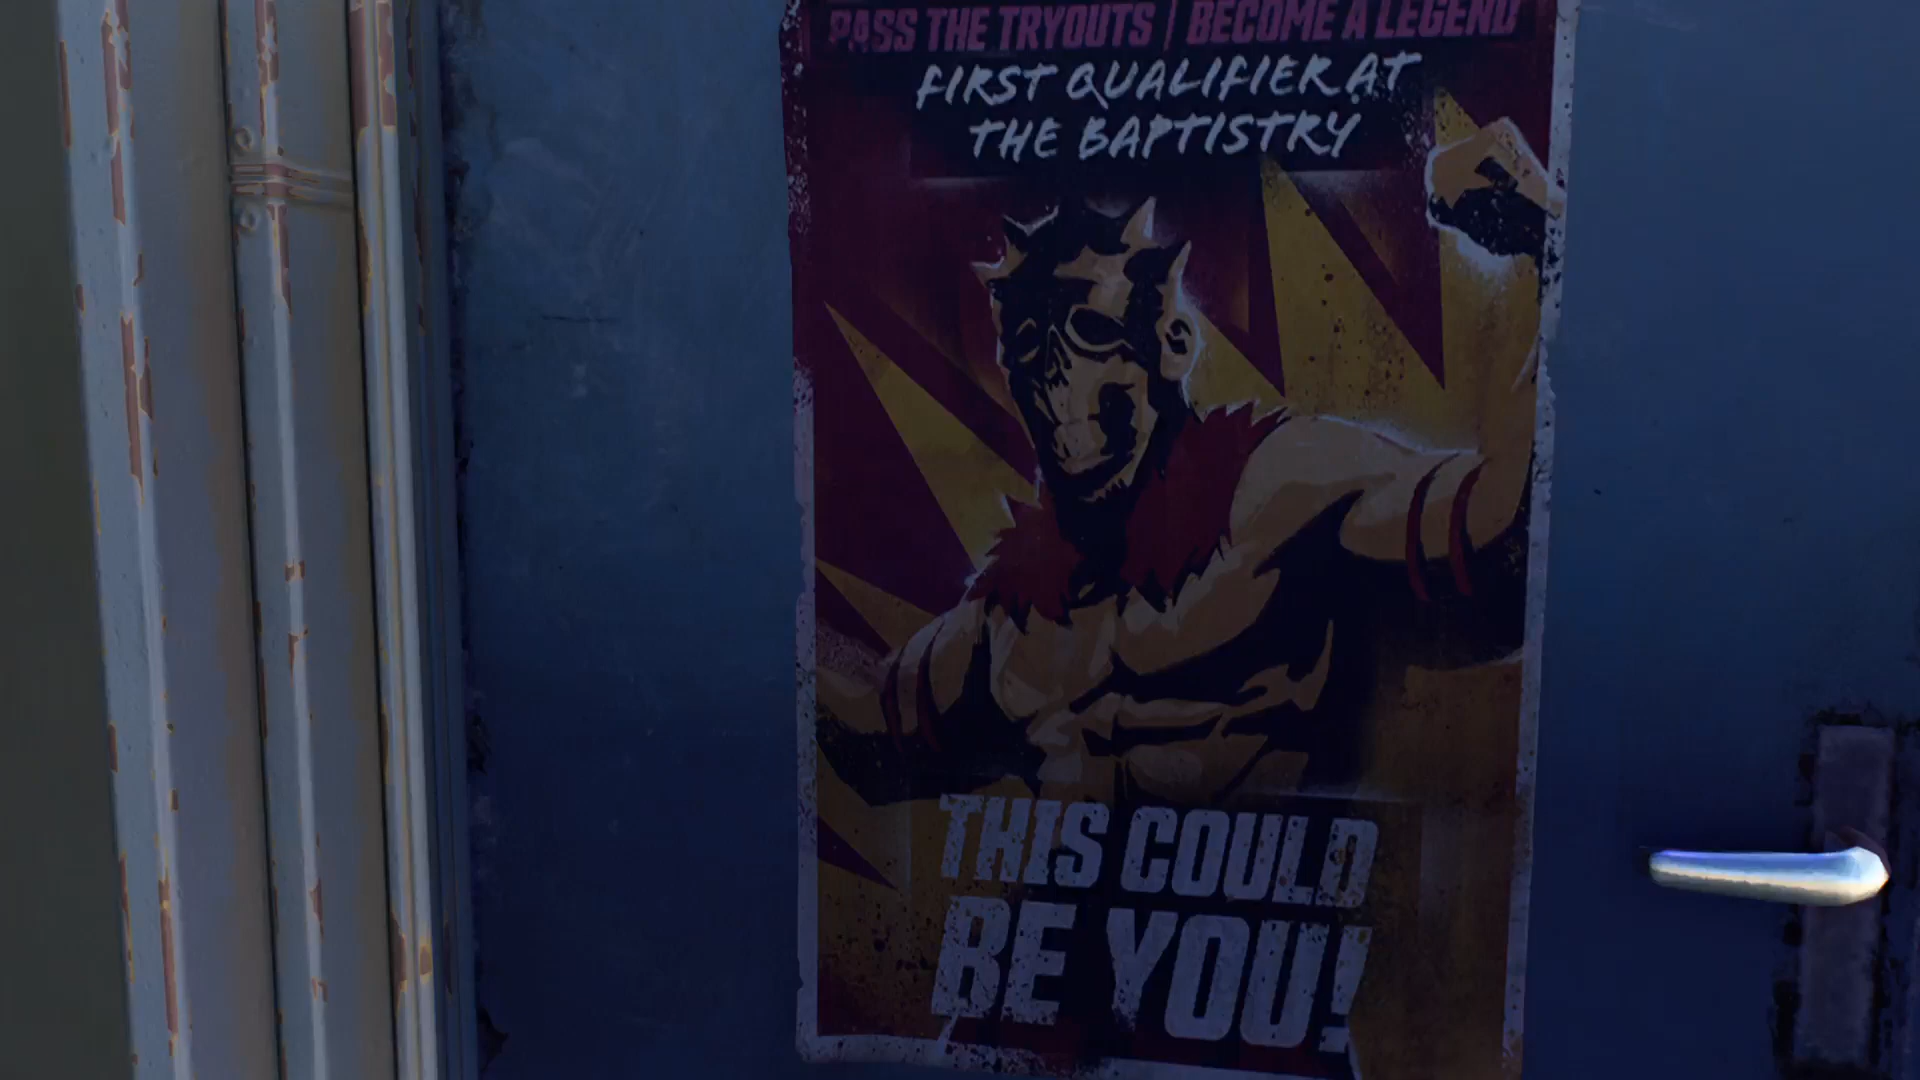 PASS THE TRYOUTS | BECOME A LEGEND
FIRST QUALIFIER AT
THE BAPTISTRY
THIS COULD
BE YOU!